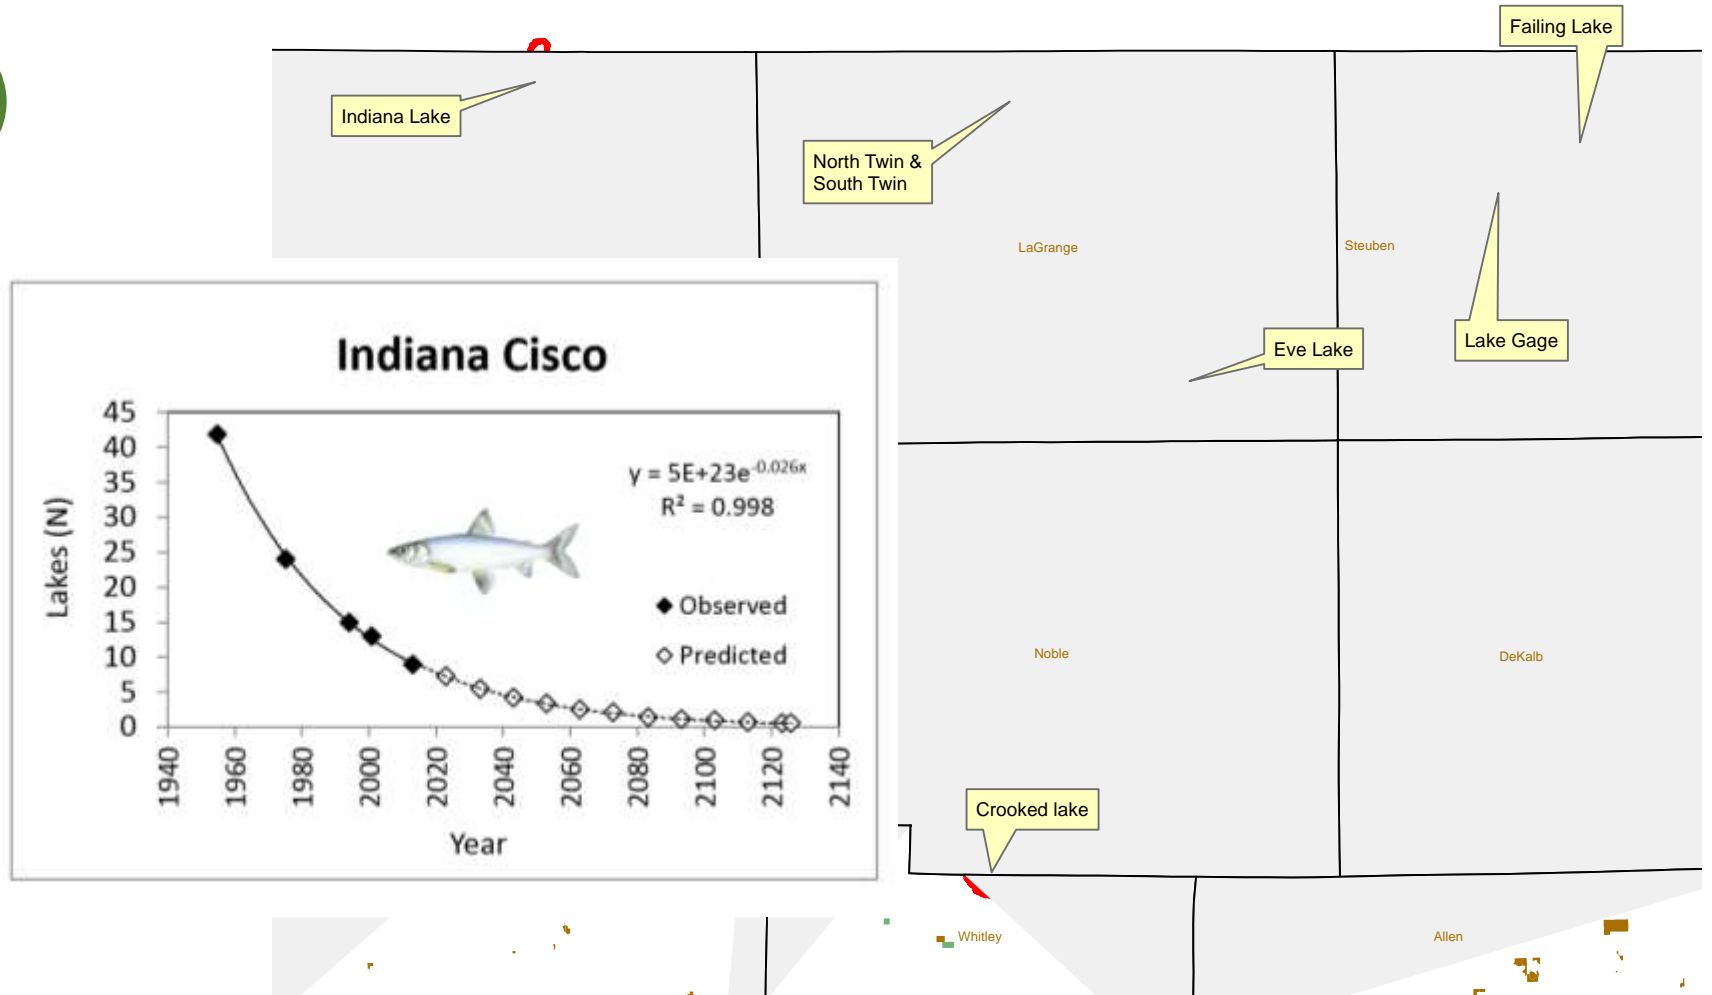 Failing Lake
Indiana Lake
North Twin &
South Twin
LaGrange
Steuben
Eve Lake
Lake Gage
Indiana Cisco
45
40
35
30
25
20
15
10
5
0
Lakes (N)
y = 5E+23e^-0.026x
R² = 0.998
Observed
Predicted
1940
1960
1980
2000
2020
2040
2060
2080
2100
2120
2140
Year
Noble
DeKalb
Crooked lake
Whitley
Allen